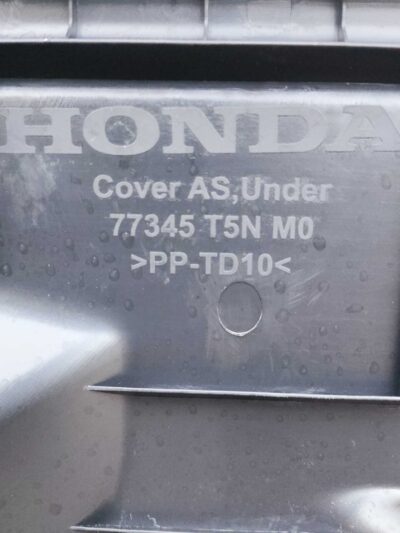 HONDA
Cover AS,Under
77345 T5N M0
>PP-TD10<